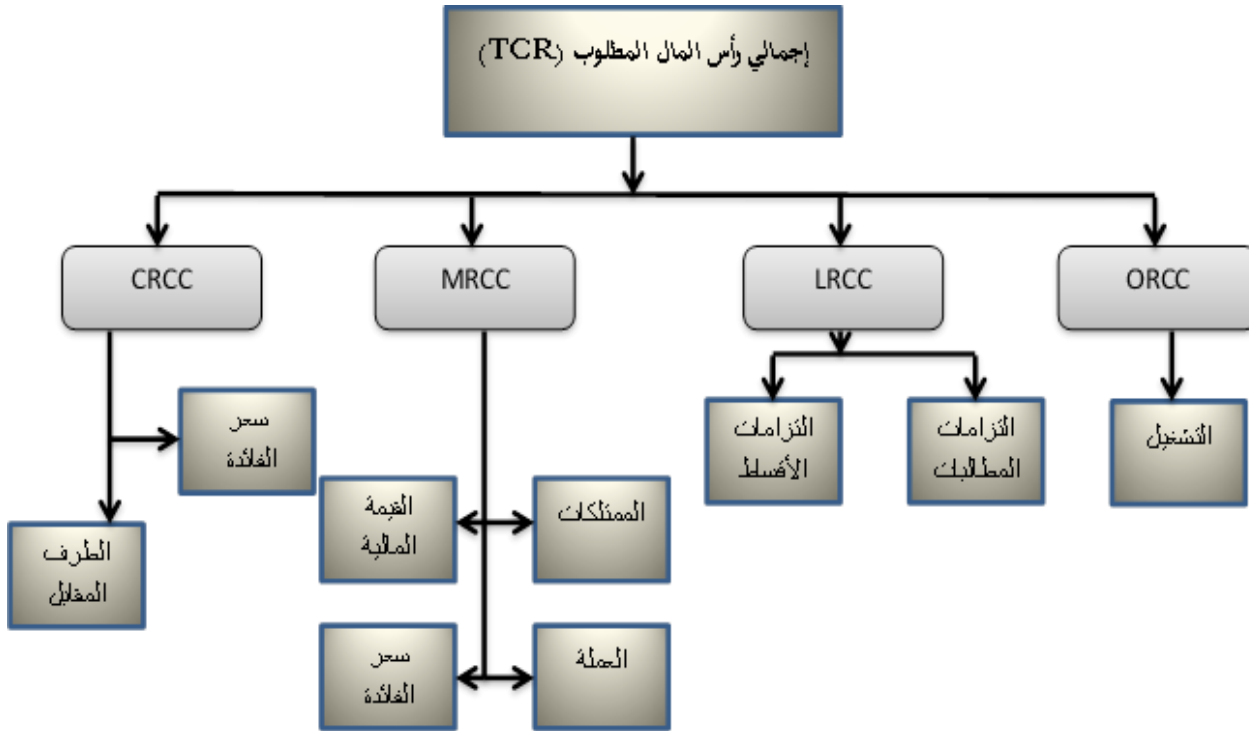 إجمالي رأس المال المطلوب (TCR)
CRCC
MRCC
LRCC
ORCC
سعر
الفائدة
الطرف
المقابل
القيمة
المالية
الممتلكات
سعر
الفائدة
العملة
التزامات
الأقساط
التزامات
المطالبات
التشغيل